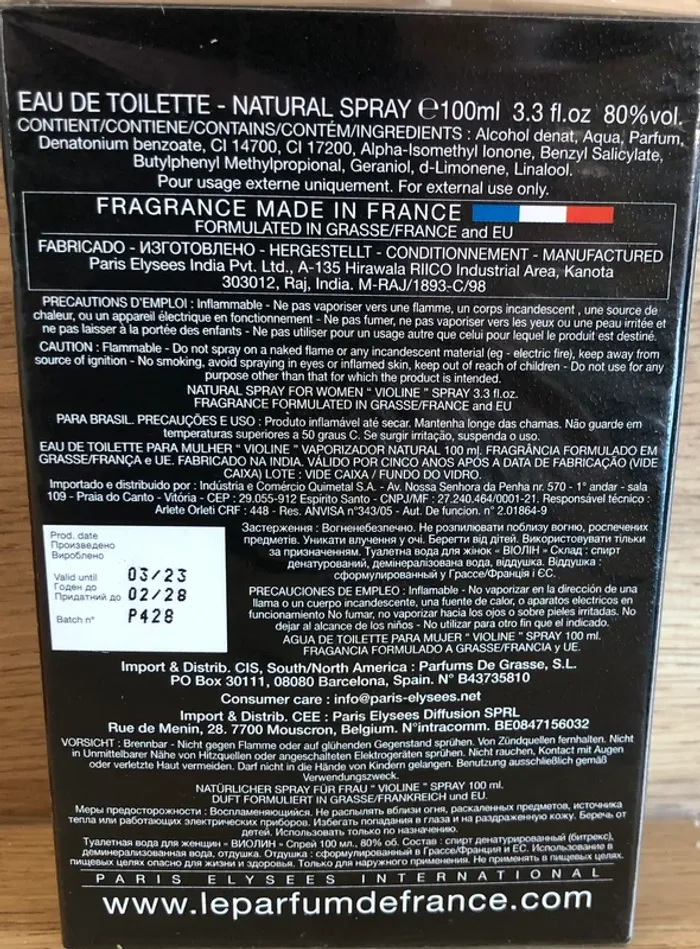 EAU DE TOILETTE - NATURAL SPRAY ℮100ml 3.3 fl.oz 80%vol.
CONTIENT/CONTIENE/CONTAINS/CONTÉM/INGREDIENTS : Alcohol denat, Aqua, Parfum,
Denatonium benzoate, CI 14700, CI 17200, Alpha-Isomethyl Ionone, Benzyl Salicylate,
Butylphenyl Methylpropional, Geraniol, d-Limonene, Linalool.
Pour usage externe uniquement. For external use only.
FRAGRANCE MADE IN FRANCE
FORMULATED IN GRASSE/FRANCE and EU
FABRICADO - ИЗГОТОВЛЕНО - HERGESTELLT - CONDITIONNEMENT - MANUFACTURED
Paris Elysees India Pvt. Ltd., A-135 Hirawala RIICO Industrial Area, Kanota
303012, Raj, India. M-RAJ/1893-C/98
PRECAUTIONS D'EMPLOI : Inflammable - Ne pas vaporiser vers une flamme, un corps incandescent , une source de
chaleur, ou un appareil électrique en fonctionnement - Ne pas fumer, ne pas vaporiser vers les yeux ou une peau irritée et
ne pas laisser à la portée des enfants - Ne pas utiliser pour un usage autre que celui pour lequel le produit est destiné.
CAUTION : Flammable - Do not spray on a naked flame or any incandescent material (eg - electric fire), keep away from
source of ignition - No smoking, avoid spraying in eyes or inflamed skin, keep out of reach of children - Do not use for any
purpose other than that for which the product is intended.
NATURAL SPRAY FOR WOMEN " VIOLINE " SPRAY 3.3 fl.oz.
FRAGRANCE FORMULATED IN GRASSE/FRANCE and EU
PARA BRASIL. PRECAUÇÕES E USO : Produto inflamável até secar. Mantenha longe das chamas. Não guarde em
temperaturas superiores a 50 graus C. Se surgir irritação, suspenda o uso.
EAU DE TOILETTE PARA MULHER " VIOLINE " VAPORIZADOR NATURAL 100 ml. FRAGRÂNCIA FORMULADO EM
GRASSE/FRANÇA e UE. FABRICADO NA INDIA. VÁLIDO POR CINCO ANOS APÓS A DATA DE FABRICAÇÃO (VIDE
CAIXA) LOTE : VIDE CAIXA / FUNDO DO VIDRO.
Importado e distribuido por : Indústria e Comércio Quimetal S.A. - Av. Nossa Senhora da Penha nr. 570 - 1° andar - sala
109 - Praia do Canto - Vitória - CEP : 29.055-912 Espirito Santo - CNPJ/MF : 27.240.464/0001-21. Responsável técnico :
Arlete Orleti CRF : 448 - Res. ANVISA n°343/05 - Aut. De funcion. n° 2.01864-9
Prod. date
Произведено
Вироблено
03/23
Valid until
Годен до
Придатний до 02/28
Batch n° P428
Застереження : Вогненебезпечно. Не розпилювати поблизу вогню, роспечених
предметів. Уникати влучення у очі. Берегти від дітей. Використовувати тільки
за призначенням. Туалетна вода для жінок « ВІОЛІН » Склад : спирт
денатурований, демінералізована вода, віддушка. Віддушка :
сформулированный у Грассе/Франція і ЄС.
PRECAUCIONES DE EMPLEO : Inflamable - No vaporizar en la dirección de una
llama o un cuerpo incandescente, una fuente de calor, o aparatos electricos en
funcionamiento No fumar, no vaporizar hacia los ojos o sobre pieles irritadas. No
dejar al alcance de los niños - No utilizar para otro fin que el indicado.
AGUA DE TOILETTE PARA MUJER " VIOLINE " SPRAY 100 ml.
FRAGANCIA FORMULADO A GRASSE/FRANCIA y UE.
Import & Distrib. CIS, South/North America : Parfums De Grasse, S.L.
PO Box 30111, 08080 Barcelona, Spain. N° B43735810
Consumer care : info@paris-elysees.net
Import & Distrib. CEE : Paris Elysees Diffusion SPRL
Rue de Menin, 28. 7700 Mouscron, Belgium. N°intracomm. BE0847156032
VORSICHT : Brennbar - Nicht gegen Flamme oder auf glühenden Gegenstand sprühen. Von Zündquellen fernhalten. Nicht
in Unmittelbarer Nähe von Hitzquellen oder angeschalteten Elektrogeräten sprühen. Nicht rauchen, Kontact mit Augen
oder verletzte Haut vermeiden. Darf nicht in die Hände von Kindern gelangen. Benutzung ausschließlich gemäß
Verwendungszweck.
NATÜRLICHER SPRAY FÜR FRAU " VIOLINE " SPRAY 100 ml.
DUFT FORMULIERT IN GRASSE/FRANKREICH und EU.
Меры предосторожности : Воспламеняющийся. Не распылять вблизи огня, раскаленных предметов, источника
тепла или работающих электрических приборов. Избегать попадания в глаза и на раздраженную кожу. Беречь от
детей. Использовать только по назначению.
Туалетная вода для женщин « ВИОЛИН » Спрей 100 мл., 80% об. Состав : спирт денатурированный (битрекс),
деминерализованная вода, отдушка. Отдушка : сформулированный в Грассе/Франция и ЕС. Использование в
пищевых целях опасно для жизни и здоровья. Только для наружного применения. Не применять в пищевых целях.
PARIS ELYSEES INTERNATIONAL
www.leparfumdefrance.com